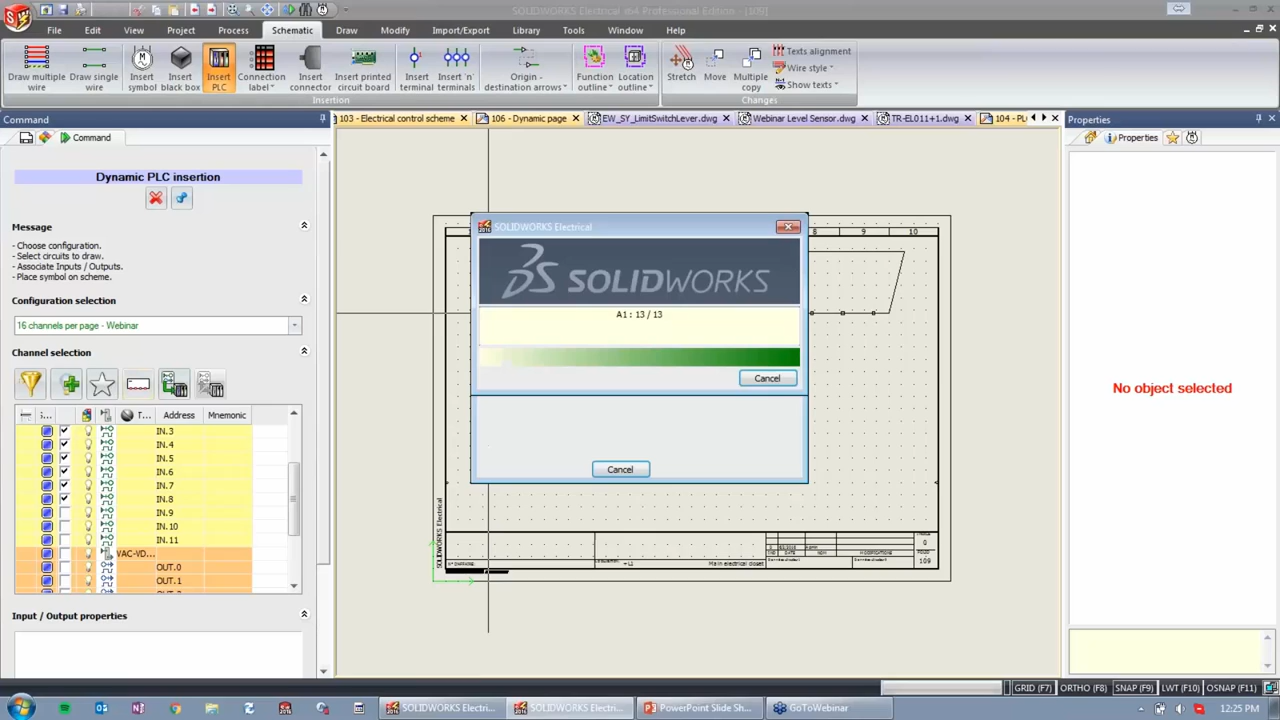 SOLIDWORKS Electrical
Professional Edition - [109]
File Edit View Project Process Schematic Draw Modify Import/Export Library Tools Window Help
Draw multiple wire
Draw single wire
Insert symbol
Insert black box
Insert PLC
Connection label
Insert connector
Insert printed circuit board
Insert terminal
Insert 'n' terminals
Origin - destination arrows
Function outline
Location outline
Stretch
Move
Multiple copy
Texts alignment
Wire style
Show texts
Insertion
Changes
Command
103 - Electrical control scheme
106 - Dynamic page
EW_SY_LimitSwitchLever.dwg
Webinar Level Sensor.dwg
TR-EL011+1.dwg
104 - PL
Properties
Command
Properties
Dynamic PLC insertion
Message
- Choose configuration.
- Select circuits to draw.
- Associate Inputs / Outputs.
- Place symbol on scheme.
Configuration selection
16 channels per page - Webinar
Channel selection
i... T... Address Mnemonic
IN.3
IN.4
IN.5
IN.6
IN.7
IN.8
IN.9
IN.10
IN.11
VAC-VD...
OUT.0
OUT.1
Input / Output properties
SOLIDWORKS Electrical
SOLIDWORKS
A1 : 13 / 13
Cancel
Cancel
8 9 10
SOLIDWORKS Electrical
+ L1
Main electrical closet
MODIFICATIONS
0
109
No object selected
GRID (F7) ORTHO (F8) SNAP (F9) LWT (F10) OSNAP (F11)
SOLIDWORKS Electri...
SOLIDWORKS Electri...
PowerPoint Slide Sh...
GoToWebinar
12:25 PM